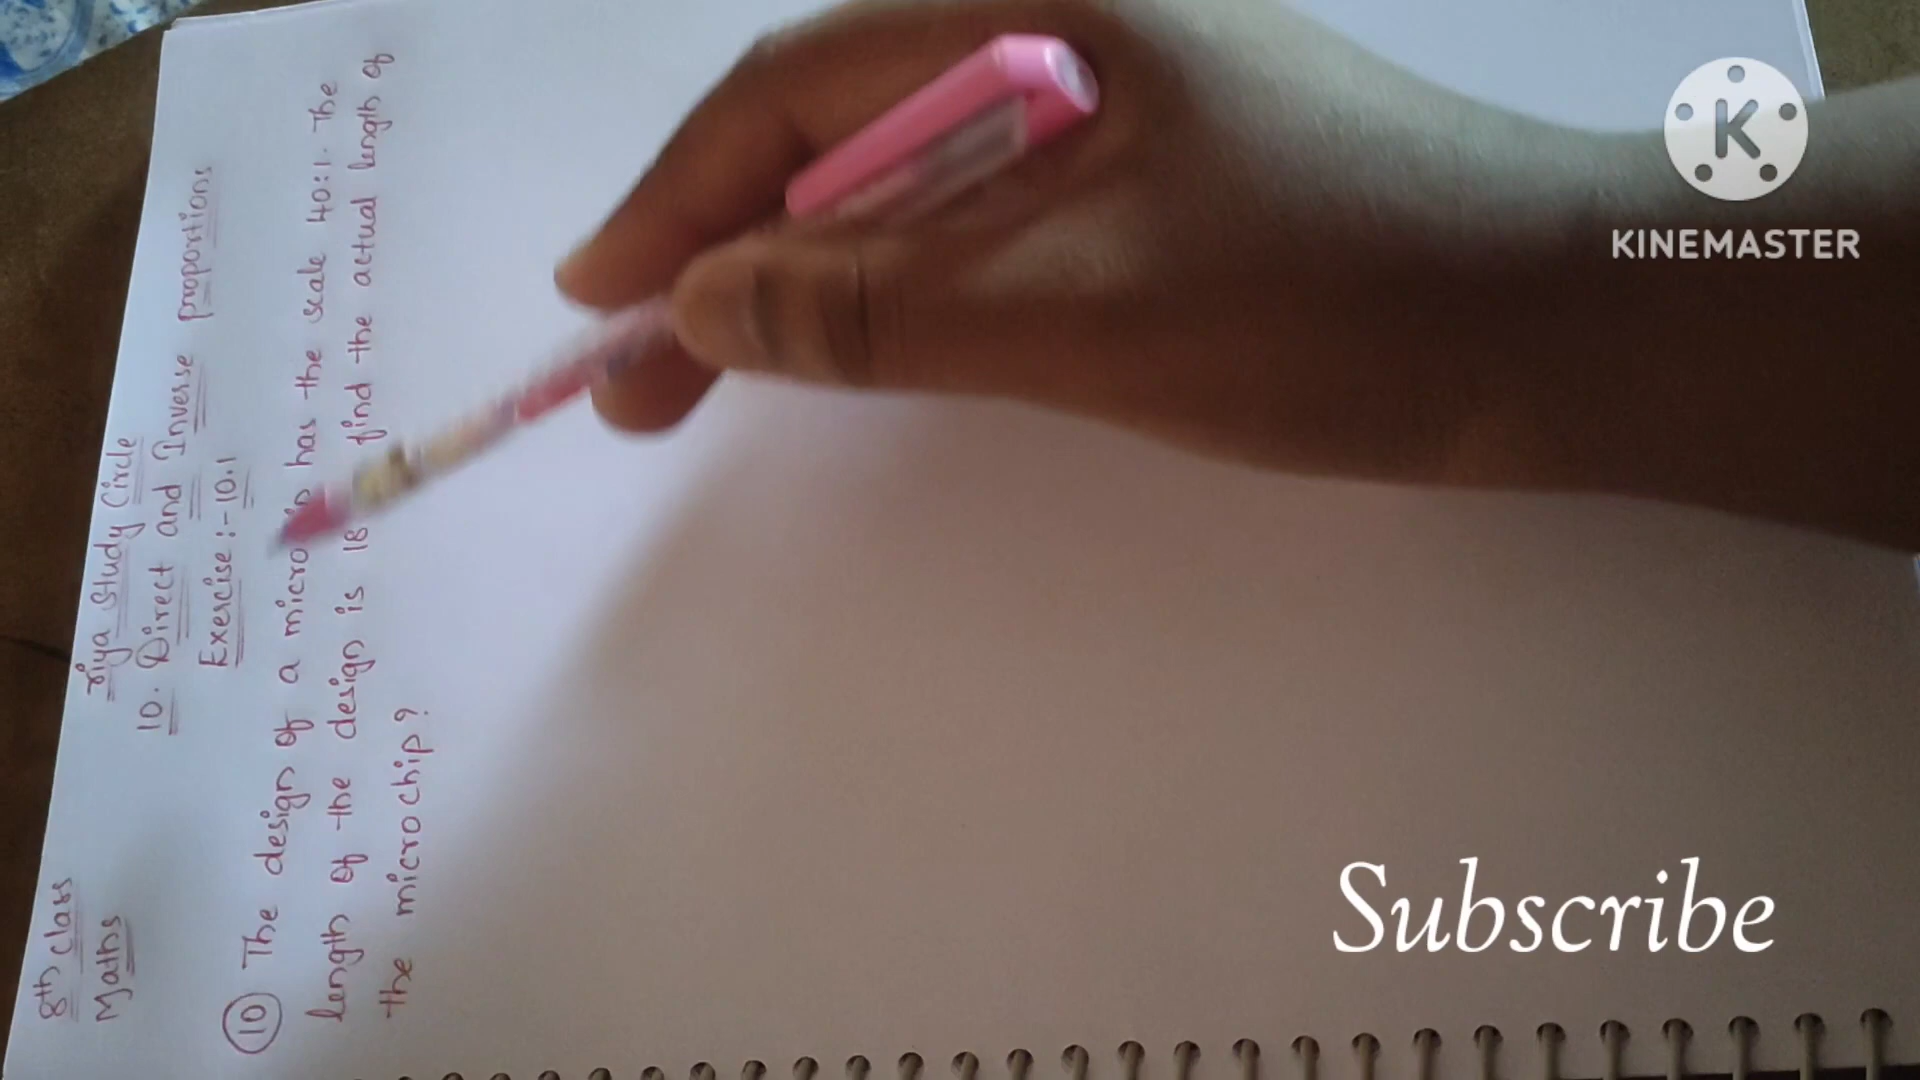 8th class
Maths
riya Study Circle
10. Direct and Inverse proportions
Exercise :- 10.1
10 The design of a has the scale 40:1. The
length of the design is 18 find the actual length of
the microchip?
K
KINEMASTER
Subscribe